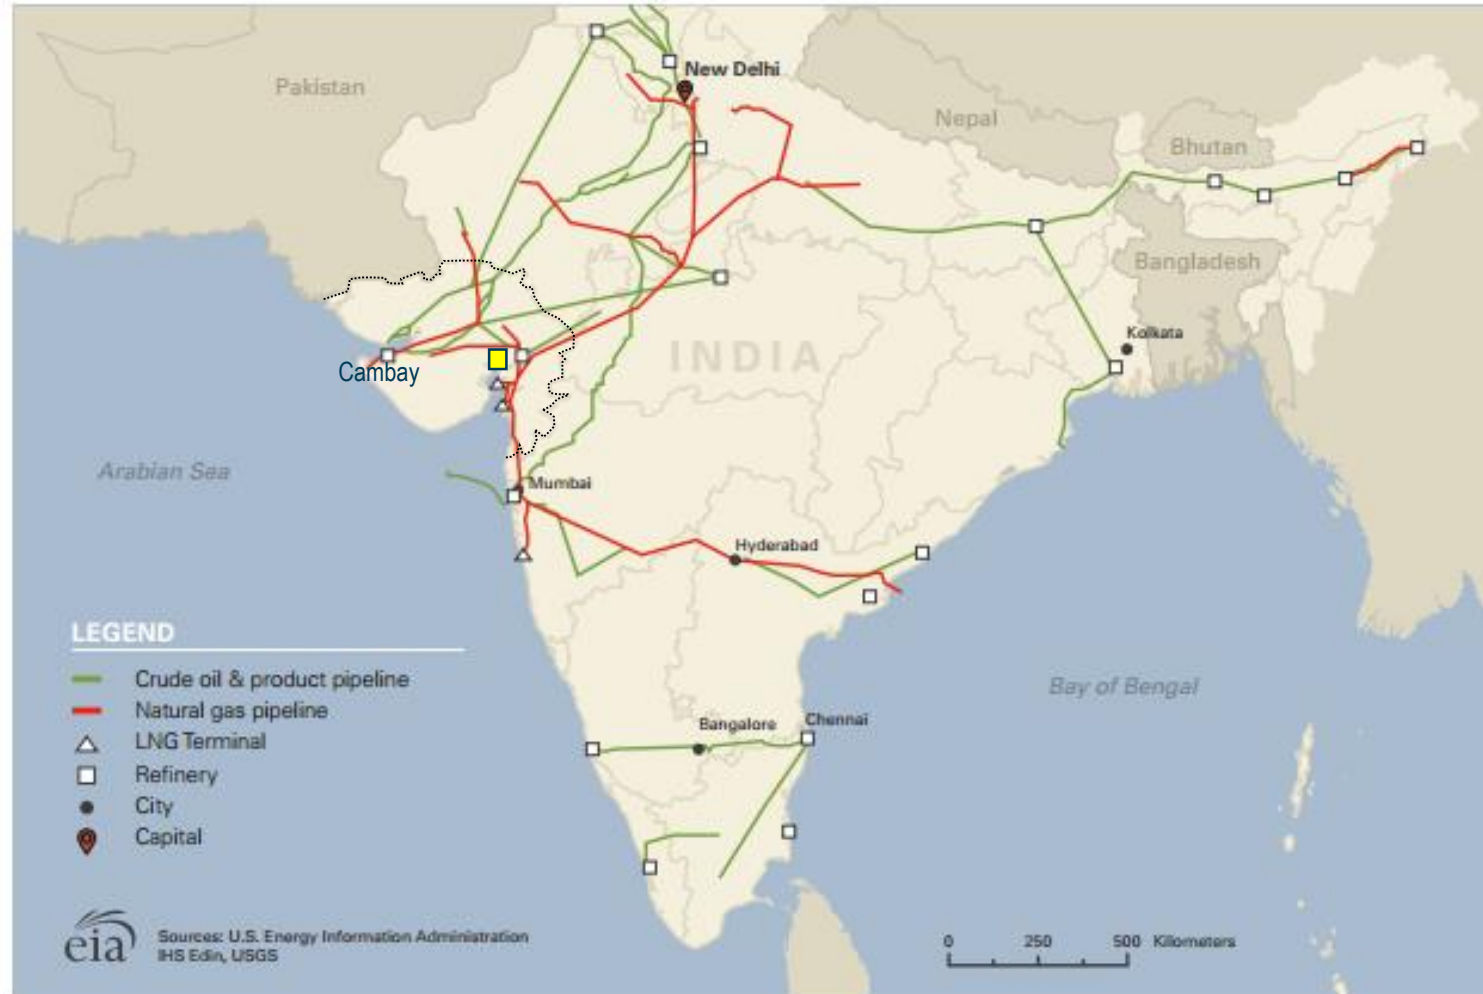 Pakistan
New Delhi
Nepal
Bhutan
Bangladesh
Kolkata
INDIA
Cambay
Arabian Sea
Mumbai
Hyderabad
LEGEND
Crude oil & product pipeline
Natural gas pipeline
LNG Terminal
Refinery
City
Capital
Bay of Bengal
Bangalore
Chennai
eia
Sources: U.S. Energy Information Administration
IHS Edin, USGS
0 250 500 Kilometers